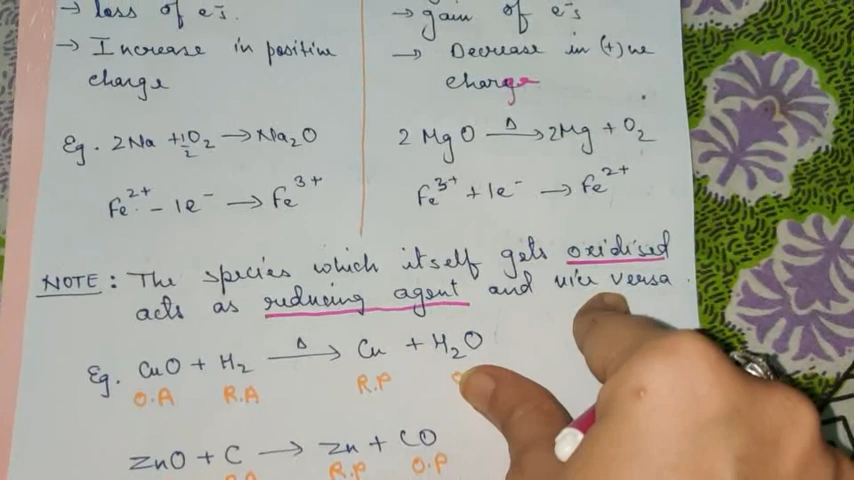 → loss of e⁻s.
→ Increase in positive
charge
Eg. 2Na + 1/2 O₂ → Na₂O
Fe²⁺ − 1e⁻ → Fe³⁺
→ gain of e⁻s
→ Decrease in (+)ve
charge
2 MgO —Δ→ 2Mg + O₂
Fe³⁺ + 1e⁻ → Fe²⁺
NOTE : The species which itself gets oxidised
acts as reducing agent and vice versa.
Eg. CuO + H₂ —Δ→ Cu + H₂O
O.A R.A R.P
ZnO + C → Zn + CO
R.P O.P